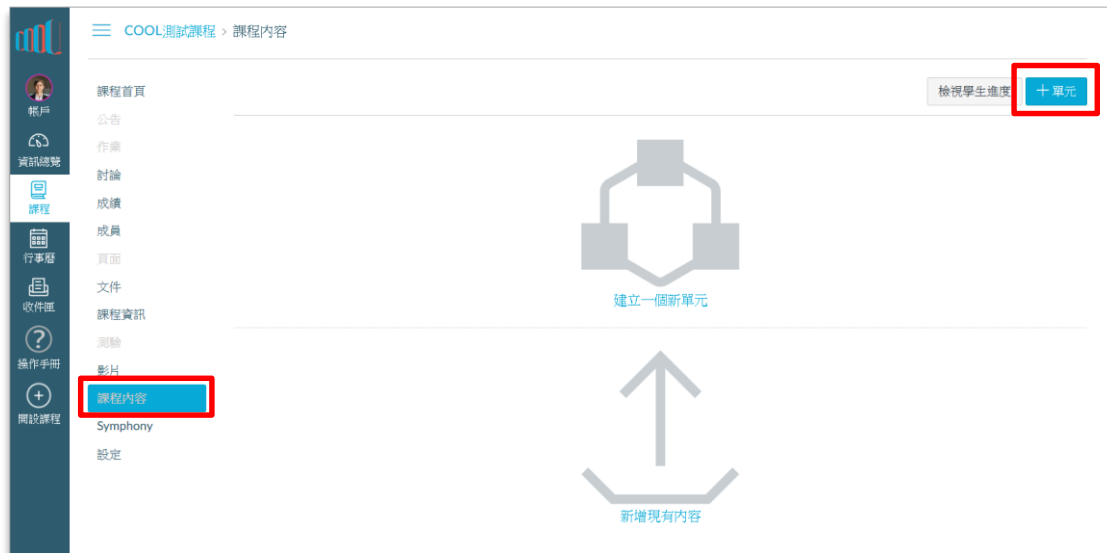 COOL
COOL測試課程 > 課程內容
帳戶
資訊總覽
課程
行事曆
收件匣
操作手冊
開設課程
課程首頁
公告
作業
討論
成績
成員
頁面
文件
課程資訊
測驗
影片
課程內容
Symphony
設定
檢視學生進度
+ 單元
建立一個新單元
新增現有內容